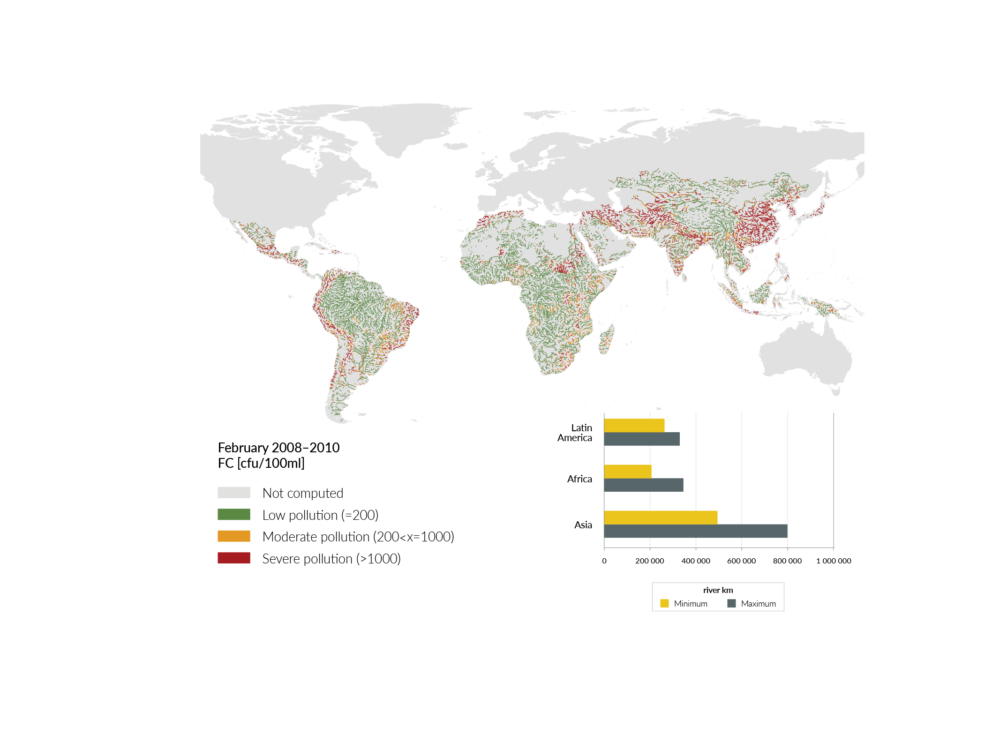 February 2008–2010
FC [cfu/100ml]
Not computed
Low pollution (=200)
Moderate pollution (200<x=1000)
Severe pollution (>1000)
Latin
America
Africa
Asia
0 200 000 400 000 600 000 800 000 1 000 000
river km
Minimum Maximum